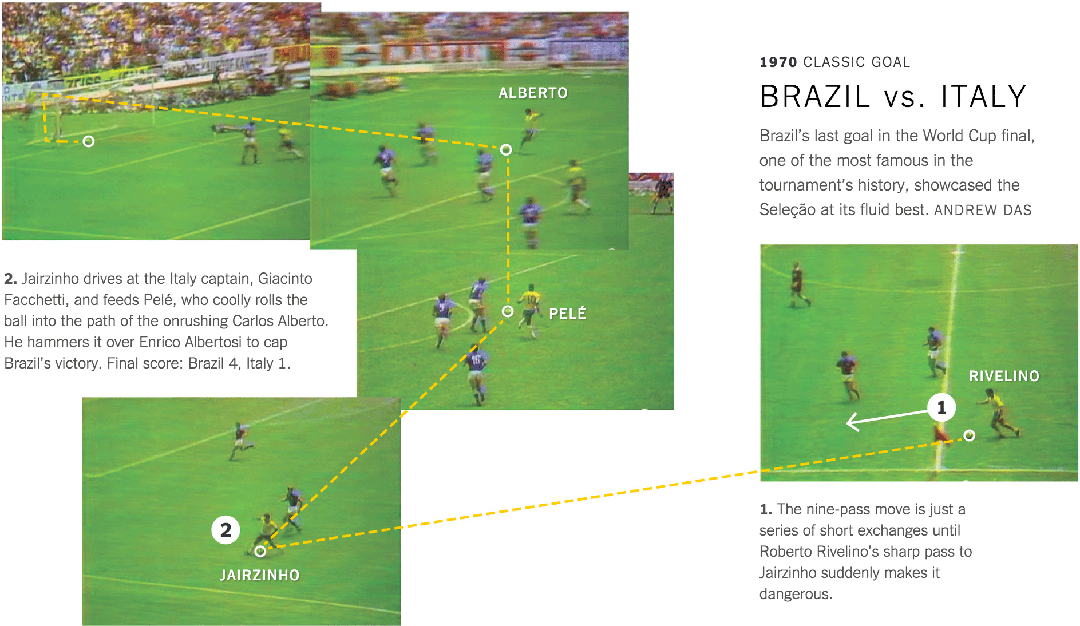 1970 CLASSIC GOAL
BRAZIL vs. ITALY
Brazil’s last goal in the World Cup final,
one of the most famous in the
tournament’s history, showcased the
Seleção at its fluid best. ANDREW DAS
RIVELINO
1
1. The nine-pass move is just a
series of short exchanges until
Roberto Rivelino’s sharp pass to
Jairzinho suddenly makes it
dangerous.
2
JAIRZINHO
PELÉ
10
ALBERTO
2. Jairzinho drives at the Italy captain, Giacinto
Facchetti, and feeds Pelé, who coolly rolls the
ball into the path of the onrushing Carlos Alberto.
He hammers it over Enrico Albertosi to cap
Brazil’s victory. Final score: Brazil 4, Italy 1.